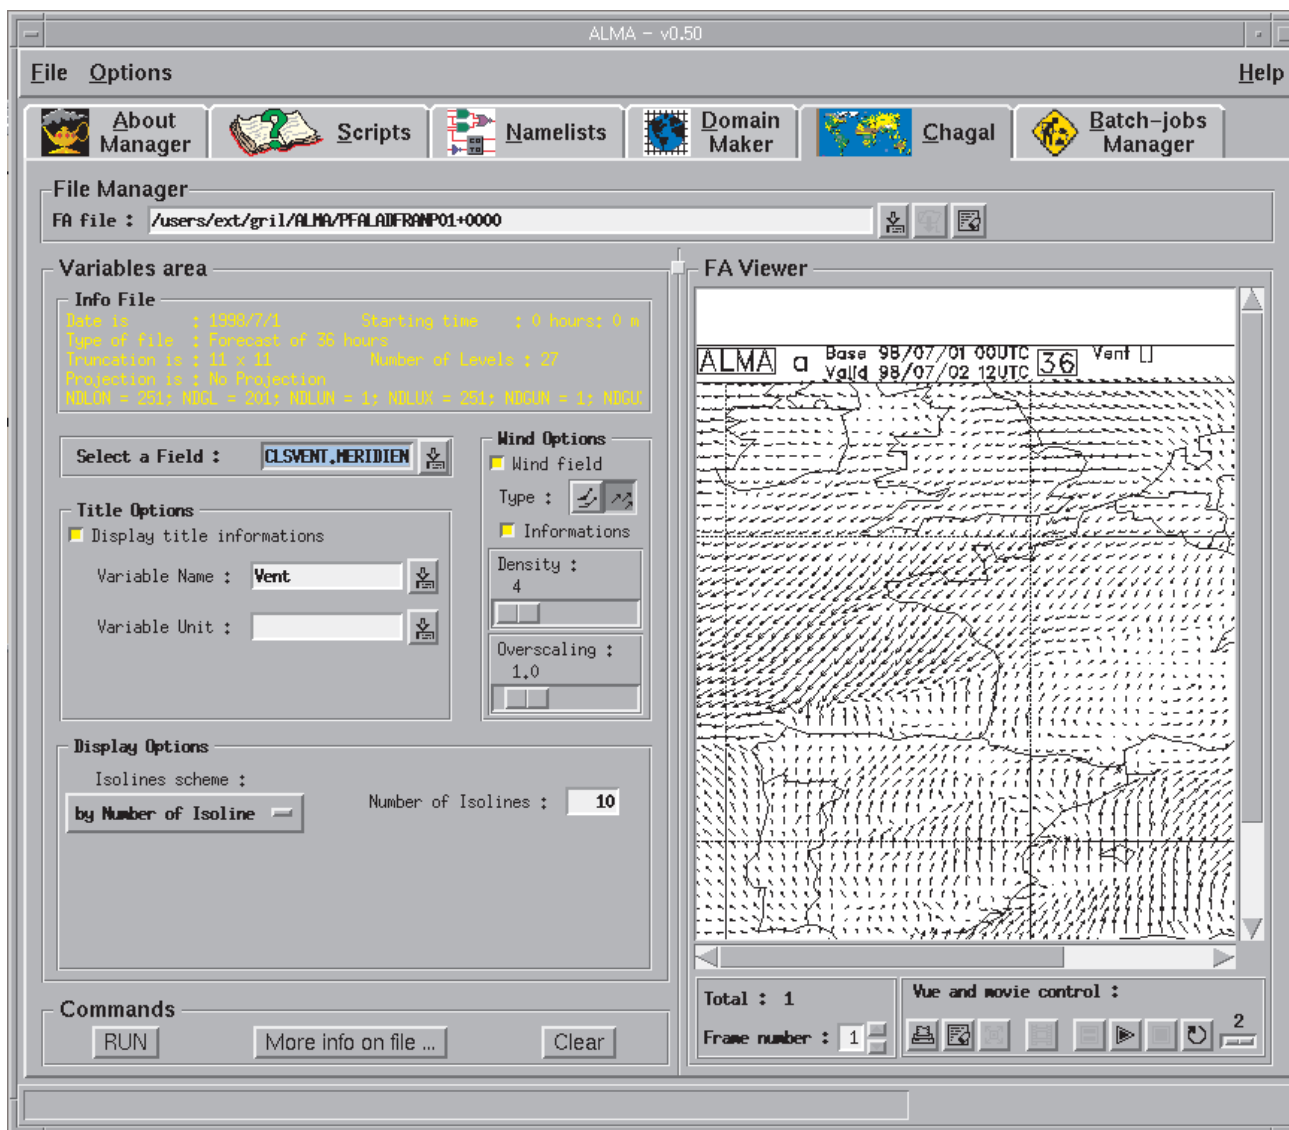 ALMA - v0.50
File Options Help
About Manager
Scripts
Namelists
Domain Maker
Chagal
Batch-jobs Manager
File Manager
FA file : /users/ext/gril/ALMA/PFALADFRANP01+0000
Variables area
Info File
Date is : 1998/7/1 Starting time : 0 hours: 0 m
Type of file : Forecast of 36 hours
Truncation is : 11 x 11 Number of Levels : 27
Projection is : No Projection
NDLON = 251; NDGL = 201; NDLUN = 1; NDLUX = 251; NDGUN = 1; NDGU
Select a Field : CLSVENT.MERIDIEN
Title Options
Display title informations
Variable Name : Vent
Variable Unit :
Wind Options
Wind field
Type :
Informations
Density :
4
Overscaling :
1.0
Display Options
Isolines scheme :
by Number of Isoline
Number of Isolines : 10
Commands
RUN
More info on file ...
Clear
FA Viewer
ALMA a Base 98/07/01 00UTC 36 Vent []
Valid 98/07/02 12UTC
Total : 1
Frame number : 1
Vue and movie control :
2